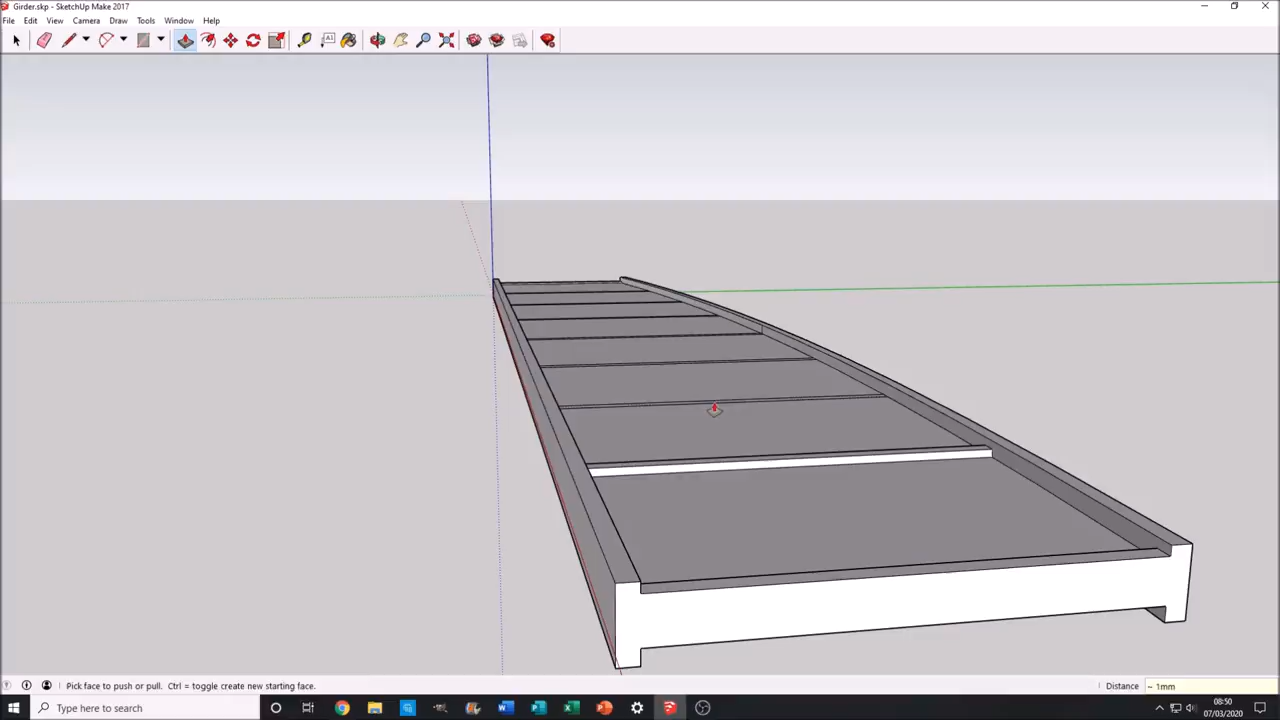 Girder.skp - SketchUp Make 2017
File Edit View Camera Draw Tools Window Help
Pick face to push or pull. Ctrl = toggle create new starting face.
Distance ~ 1mm
Type here to search
08:50
07/03/2020